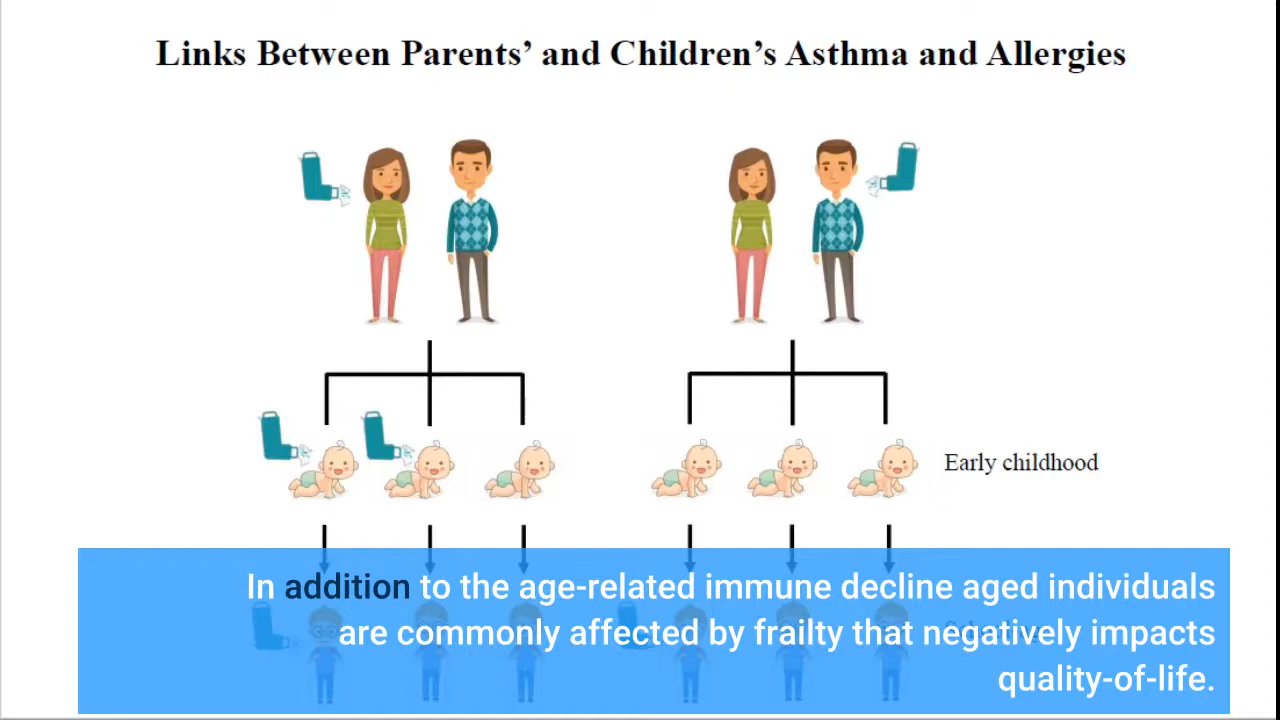 Links Between Parents’ and Children’s Asthma and Allergies
Early childhood
In addition to the age-related immune decline aged individuals
are commonly affected by frailty that negatively impacts
quality-of-life.